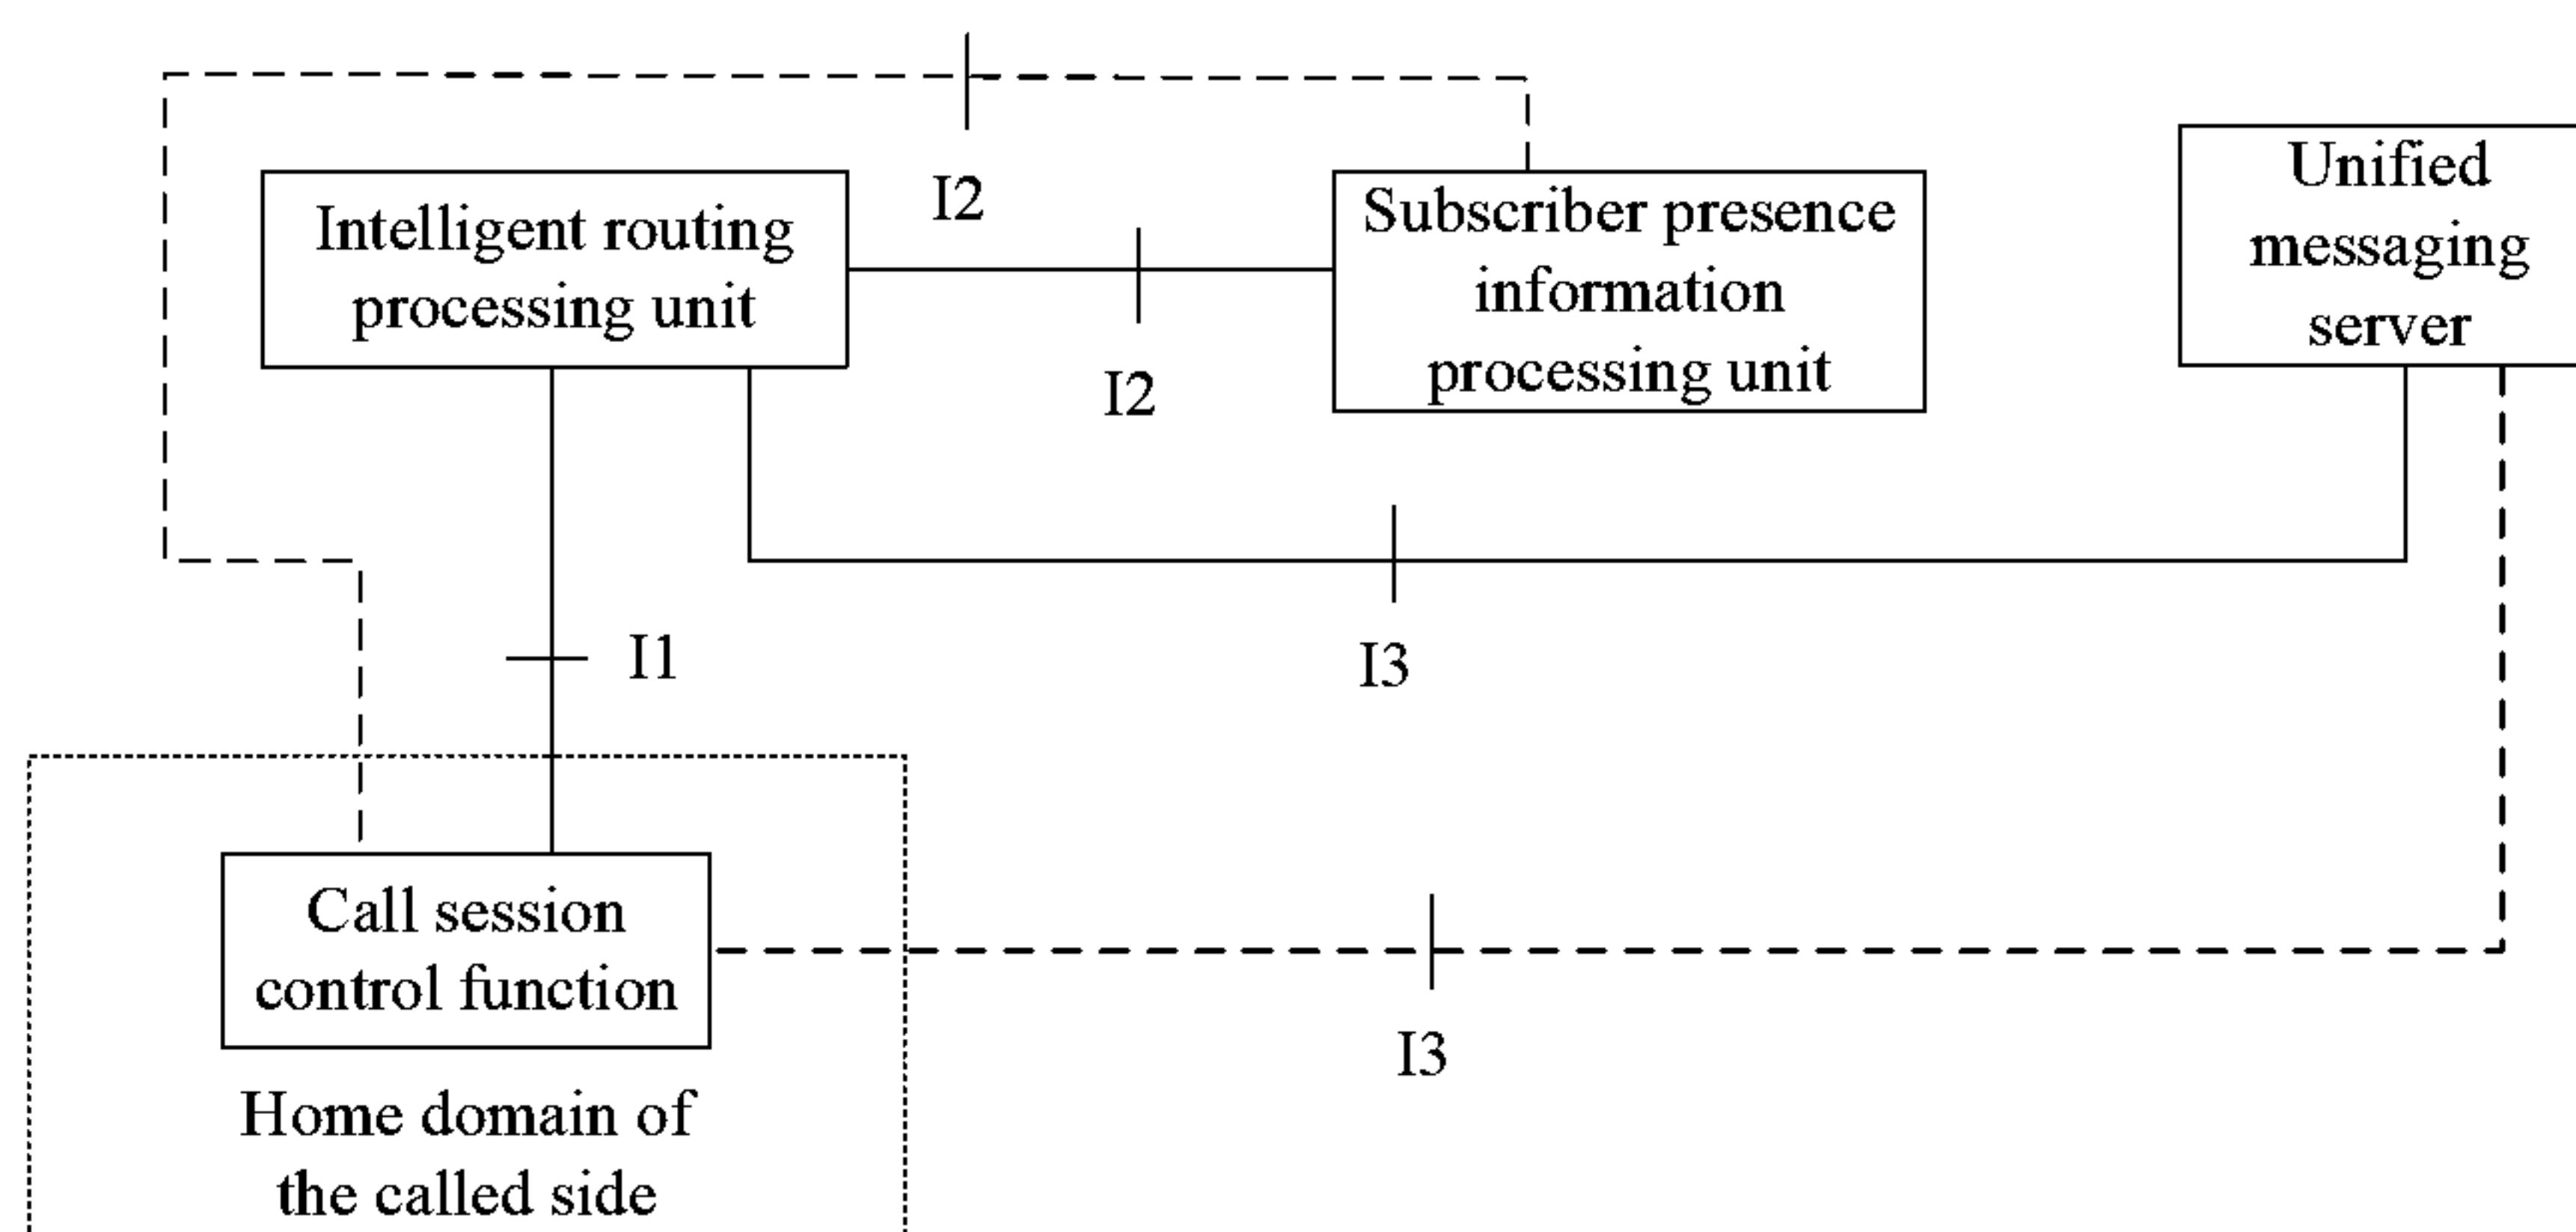 I2
Intelligent routing
processing unit
I2
Subscriber presence
information
processing unit
Unified
messaging
server
I1
I3
Call session
control function
I3
Home domain of
the called side